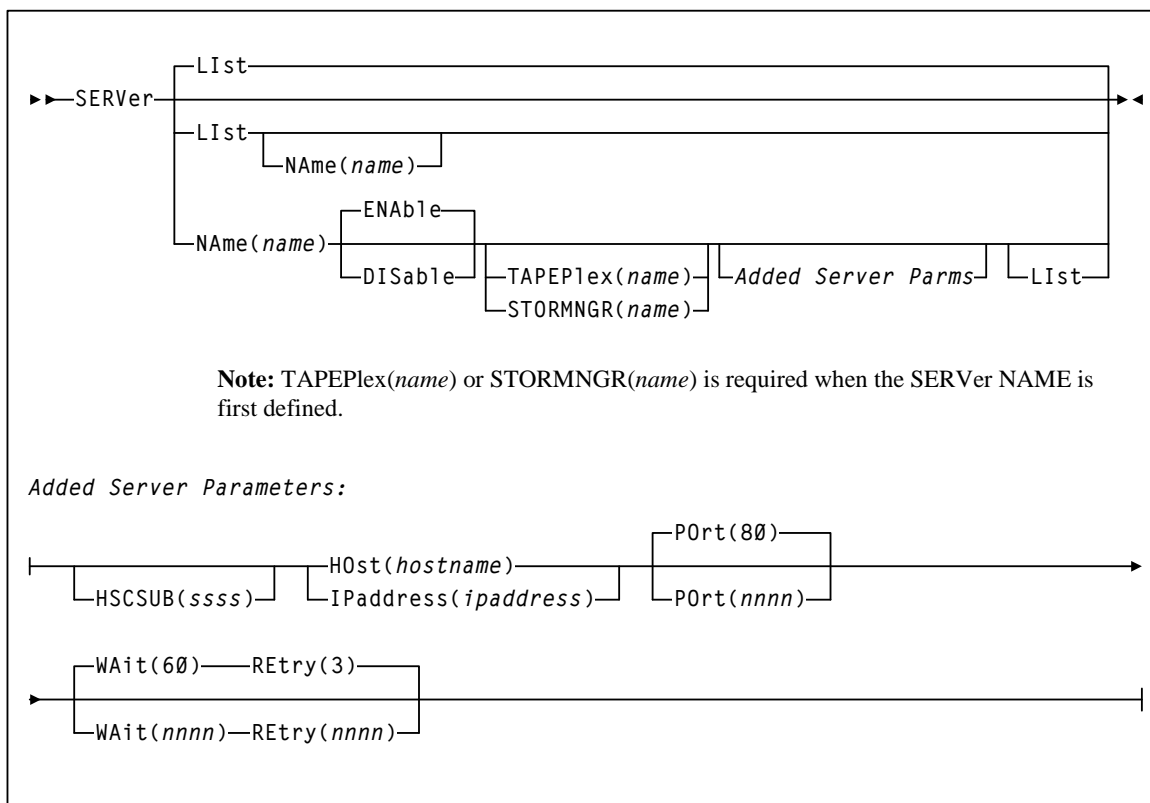 LIst
SERVer
LIst
NAme(name)
ENAble
NAme(name)
DISable
TAPEPlex(name)
STORMNGR(name)
Added Server Parms
LIst
Note: TAPEPlex(name) or STORMNGR(name) is required when the SERVer NAME is
first defined.
Added Server Parameters:
HSCSUB(ssss)
HOst(hostname)
IPaddress(ipaddress)
POrt(80)
POrt(nnnn)
WAit(60) REtry(3)
WAit(nnnn) REtry(nnnn)